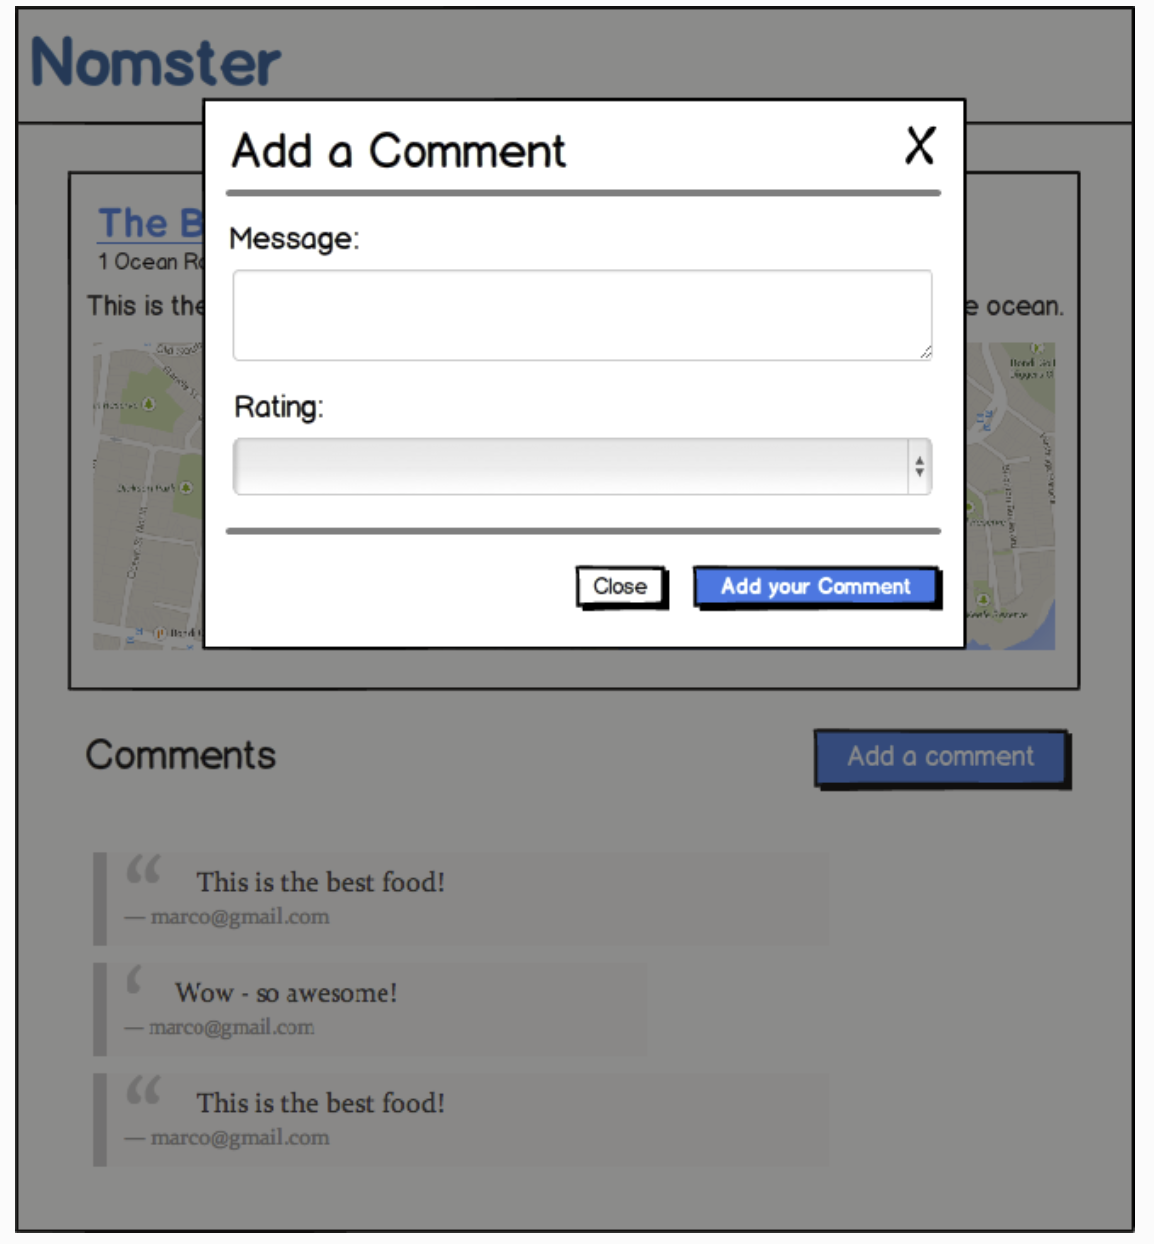 Nomster
Add a Comment X
The B
1 Ocean Ro
Message:
This is the
e ocean.
Rating:
Close
Add your Comment
Comments
Add a comment
“ This is the best food!
— marco@gmail.com
‘ Wow - so awesome!
— marco@gmail.com
“ This is the best food!
— marco@gmail.com